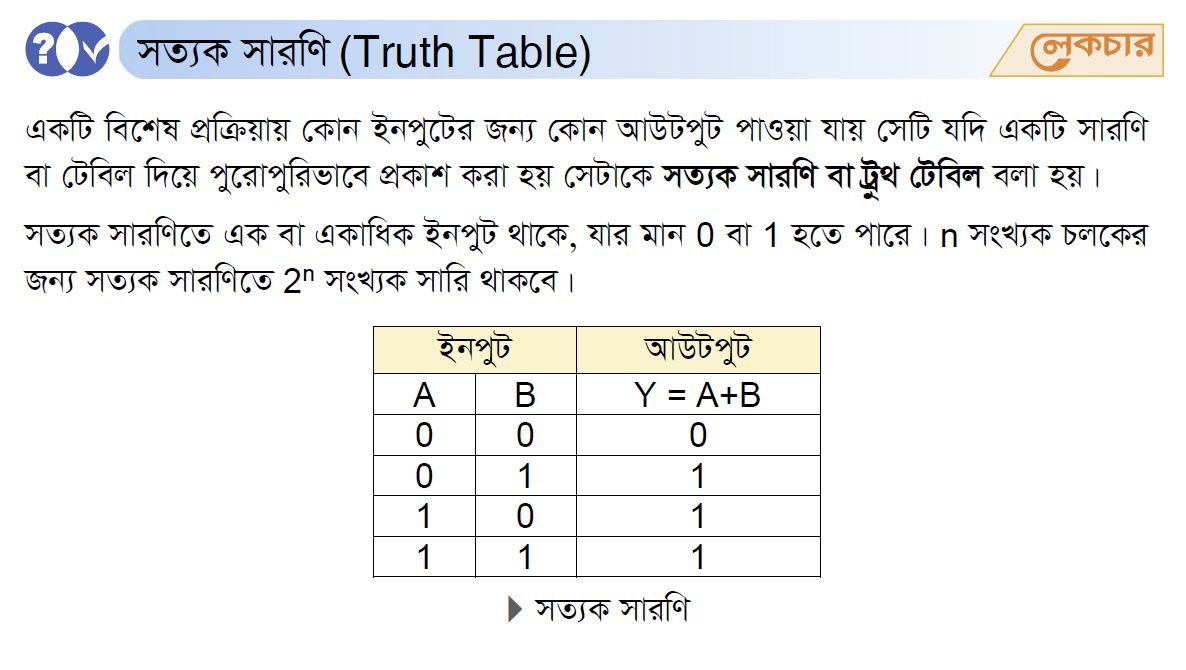 সত্যক সারণি (Truth Table)
লেকচার
একটি বিশেষ প্রক্রিয়ায় কোন ইনপুটের জন্য কোন আউটপুট পাওয়া যায় সেটি যদি একটি সারণি
বা টেবিল দিয়ে পুরোপুরিভাবে প্রকাশ করা হয় সেটাকে সত্যক সারণি বা ট্রুথ টেবিল বলা হয়।
সত্যক সারণিতে এক বা একাধিক ইনপুট থাকে, যার মান 0 বা 1 হতে পারে। n সংখ্যক চলকের
জন্য সত্যক সারণিতে 2ⁿ সংখ্যক সারি থাকবে।
ইনপুট আউটপুট
A B Y = A+B
0 0 0
0 1 1
1 0 1
1 1 1
সত্যক সারণি